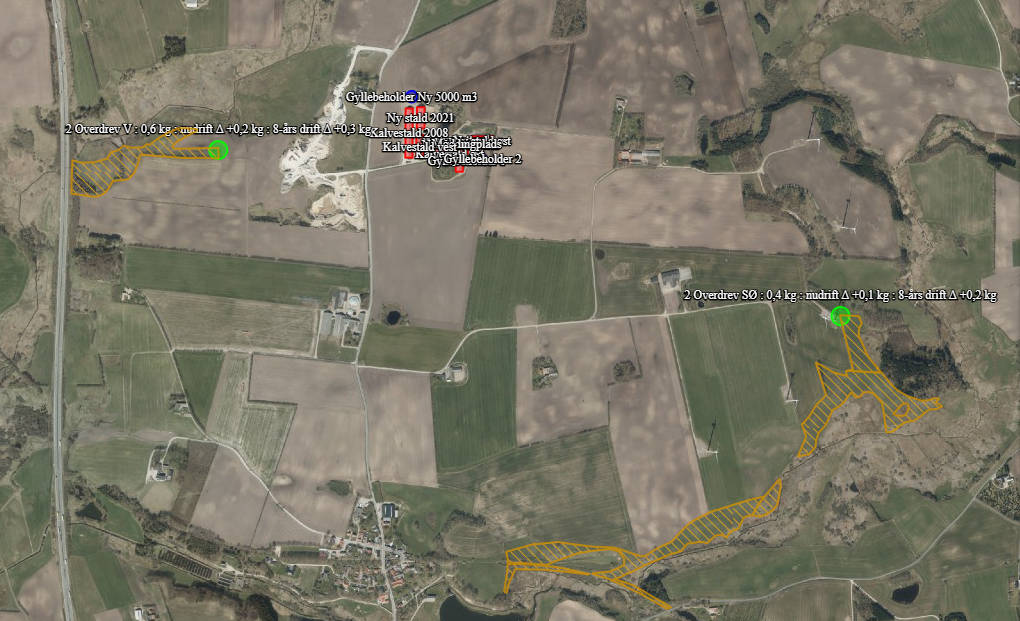 Gyllebeholder Ny 5000 m3
Ny stald 2021
2 Overdrev V : 0,6 kg : nudrift Δ +0,2 kg : 8-års drift Δ +0,3 kg
Kalvestald 2008
Kalvestald vest
Gyllebeholder 2
2 Overdrev SØ : 0,4 kg : nudrift Δ +0,1 kg : 8-års drift Δ +0,2 kg